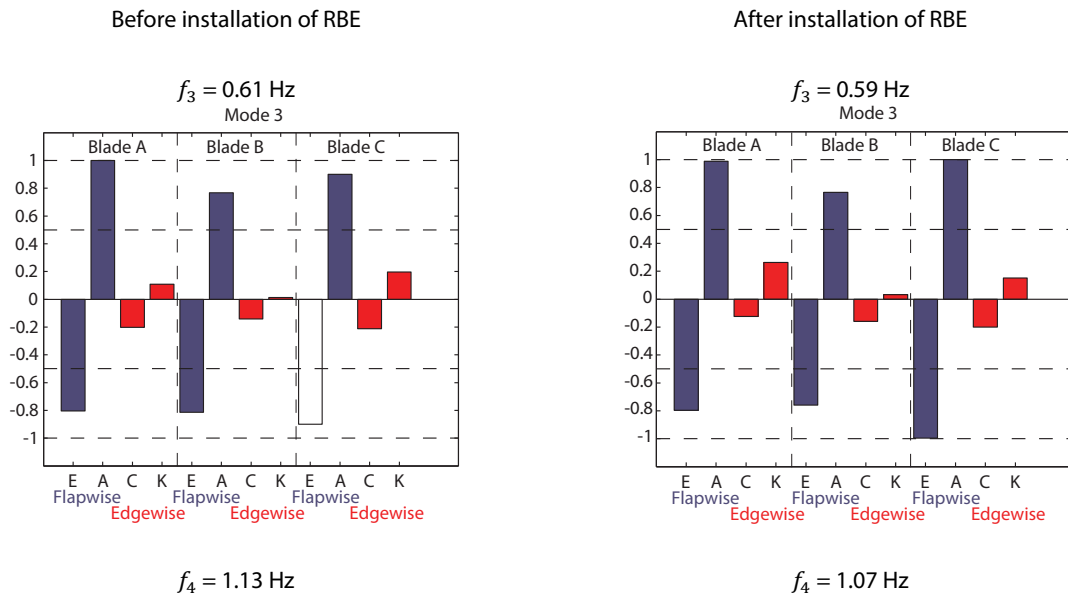 Before installation of RBE
f₃ = 0.61 Hz
Mode 3
Blade A Blade B Blade C
1
0.8
0.6
0.4
0.2
0
-0.2
-0.4
-0.6
-0.8
-1
E A C K E A C K E A C K
Flapwise Flapwise Flapwise
Edgewise Edgewise Edgewise
f₄ = 1.13 Hz
After installation of RBE
f₃ = 0.59 Hz
Mode 3
Blade A Blade B Blade C
1
0.8
0.6
0.4
0.2
0
-0.2
-0.4
-0.6
-0.8
-1
E A C K E A C K E A C K
Flapwise Flapwise Flapwise
Edgewise Edgewise Edgewise
f₄ = 1.07 Hz